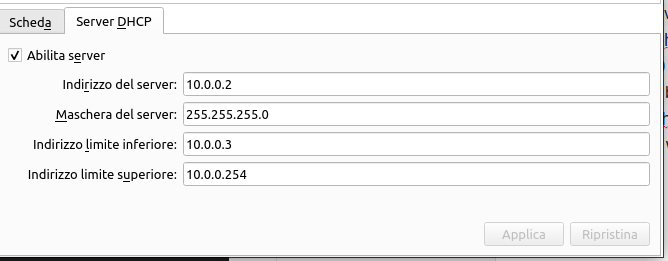 Scheda Server DHCP
Abilita server
Indirizzo del server: 10.0.0.2
Maschera del server: 255.255.255.0
Indirizzo limite inferiore: 10.0.0.3
Indirizzo limite superiore: 10.0.0.254
Applica Ripristina